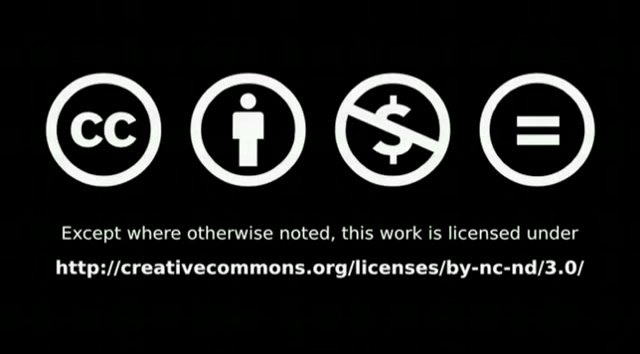 cc
$
=
Except where otherwise noted, this work is licensed under
http://creativecommons.org/licenses/by-nc-nd/3.0/